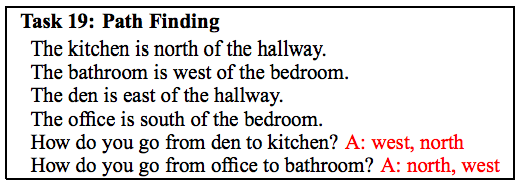 Task 19: Path Finding
The kitchen is north of the hallway.
The bathroom is west of the bedroom.
The den is east of the hallway.
The office is south of the bedroom.
How do you go from den to kitchen? A: west, north
How do you go from office to bathroom? A: north, west